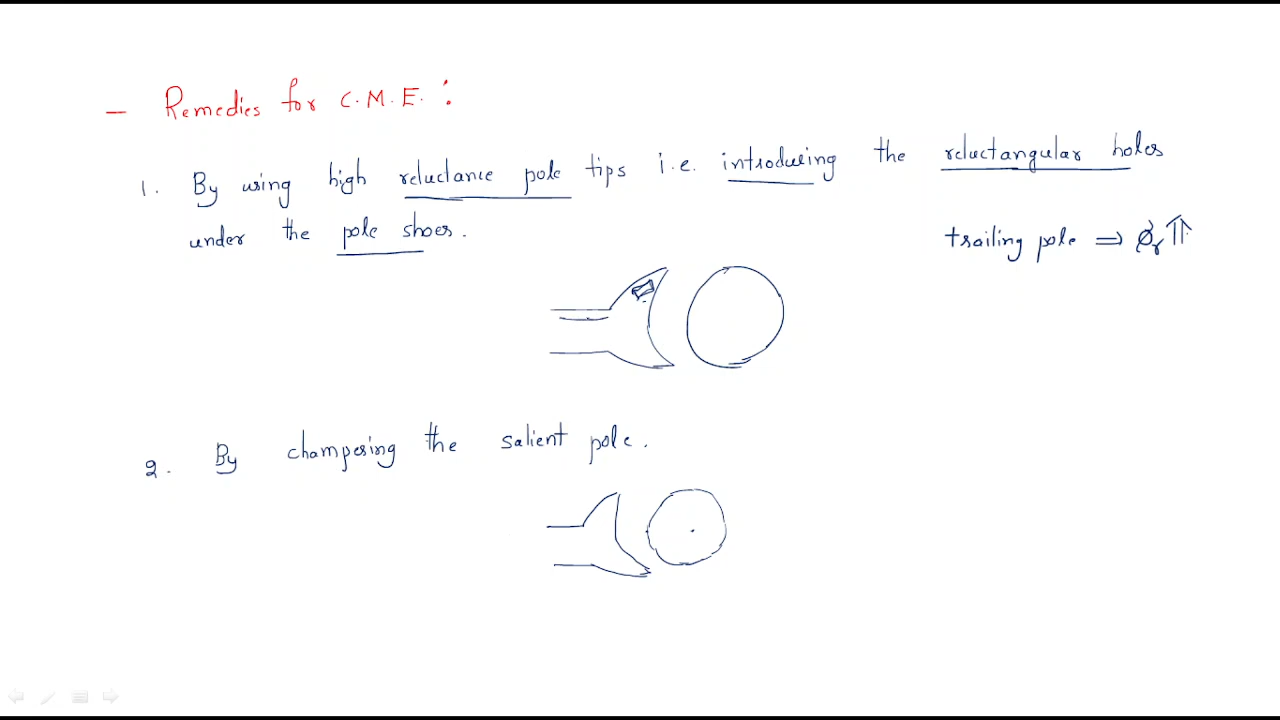 – Remedies for C.M.E. :
1. By using high reluctance pole tips i.e. introducing the reluctangular holes
under the pole shoes.
trailing pole ⇒ Φr ⇑
2. By champering the salient pole.